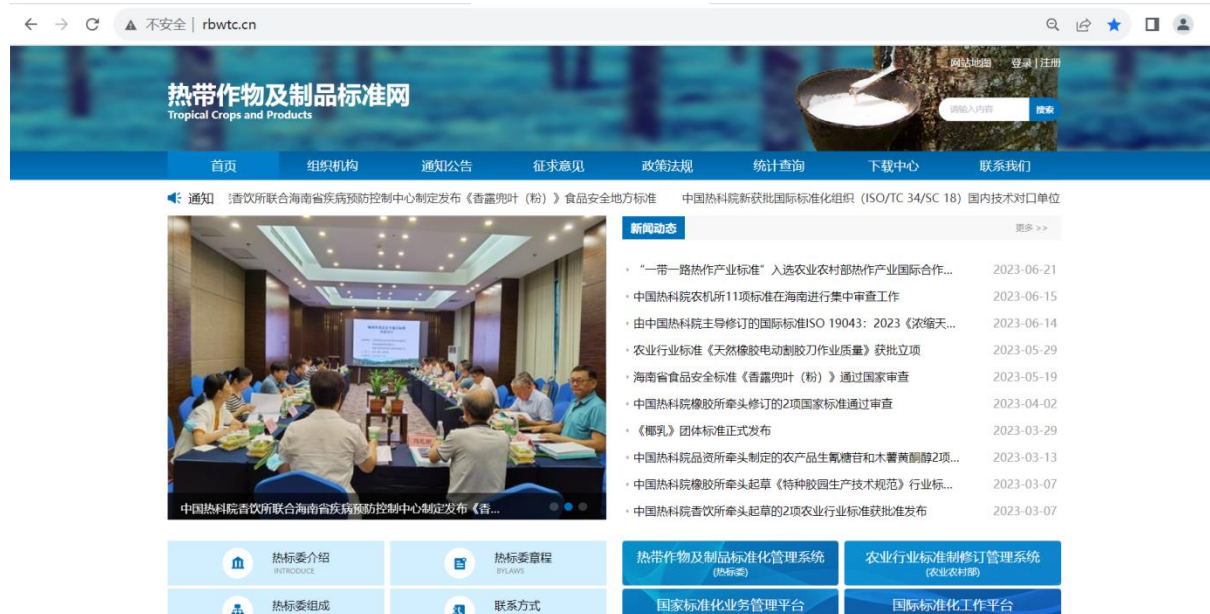 不安全 | rbwtc.cn
网站地图 登录 | 注册
热带作物及制品标准网
Tropical Crops and Products
请输入内容 搜索
首页 组织机构 通知公告 征求意见 政策法规 统计查询 下载中心 联系我们
通知 香饮所联合海南省疾病预防控制中心制定发布《香露兜叶（粉）》食品安全地方标准 中国热科院新获批国际标准化组织（ISO/TC 34/SC 18）国内技术对口单位
新闻动态 更多 >>
“一带一路热作产业标准”入选农业农村部热作产业国际合作... 2023-06-21
中国热科院农机所11项标准在海南进行集中审查工作 2023-06-15
由中国热科院主导修订的国际标准ISO 19043：2023《浓缩天... 2023-06-14
农业行业标准《天然橡胶电动割胶刀作业质量》获批立项 2023-05-29
海南省食品安全标准《香露兜叶（粉）》通过国家审查 2023-05-19
中国热科院橡胶所牵头修订的2项国家标准通过审查 2023-04-02
《椰乳》团体标准正式发布 2023-03-29
中国热科院品资所牵头制定的农产品生氰糖苷和木薯黄酮醇2项... 2023-03-13
中国热科院橡胶所牵头起草《特种胶园生产技术规范》行业标... 2023-03-07
中国热科院香饮所牵头起草的2项农业行业标准获批准发布 2023-03-07
中国热科院香饮所联合海南省疾病预防控制中心制定发布《香...
热标委介绍
INTRODUCE
热标委章程
BYLAWS
热带作物及制品标准化管理系统
(热标委)
农业行业标准制修订管理系统
(农业农村部)
热标委组成
联系方式
国家标准化业务管理平台
国际标准化工作平台